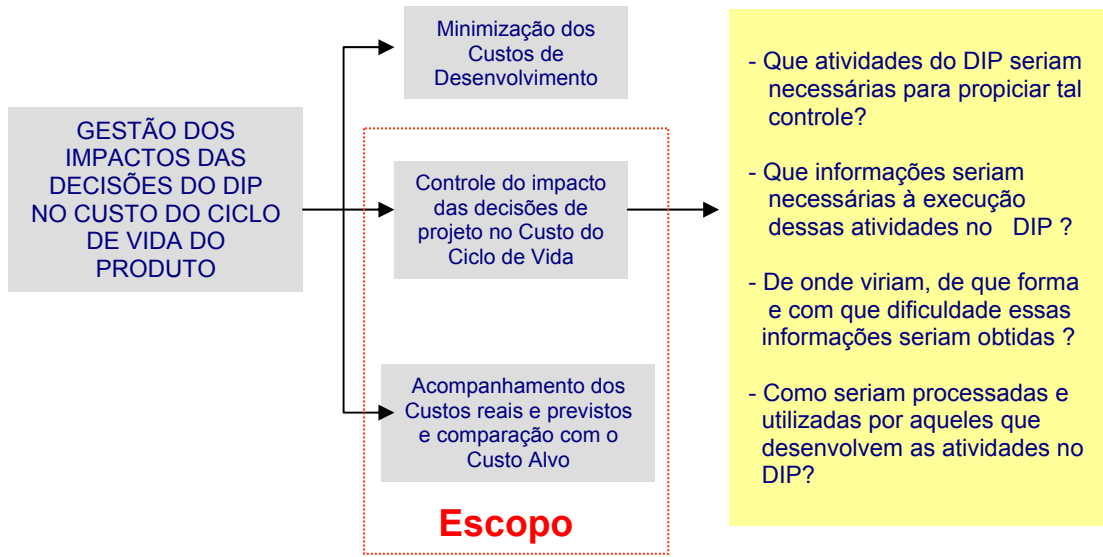 GESTÃO DOS
IMPACTOS DAS
DECISÕES DO DIP
NO CUSTO DO CICLO
DE VIDA DO
PRODUTO
Minimização dos
Custos de
Desenvolvimento
Controle do impacto
das decisões de
projeto no Custo do
Ciclo de Vida
Acompanhamento dos
Custos reais e previstos
e comparação com o
Custo Alvo
Escopo
- Que atividades do DIP seriam
necessárias para propiciar tal
controle?
- Que informações seriam
necessárias à execução
dessas atividades no DIP ?
- De onde viriam, de que forma
e com que dificuldade essas
informações seriam obtidas ?
- Como seriam processadas e
utilizadas por aqueles que
desenvolvem as atividades no
DIP?